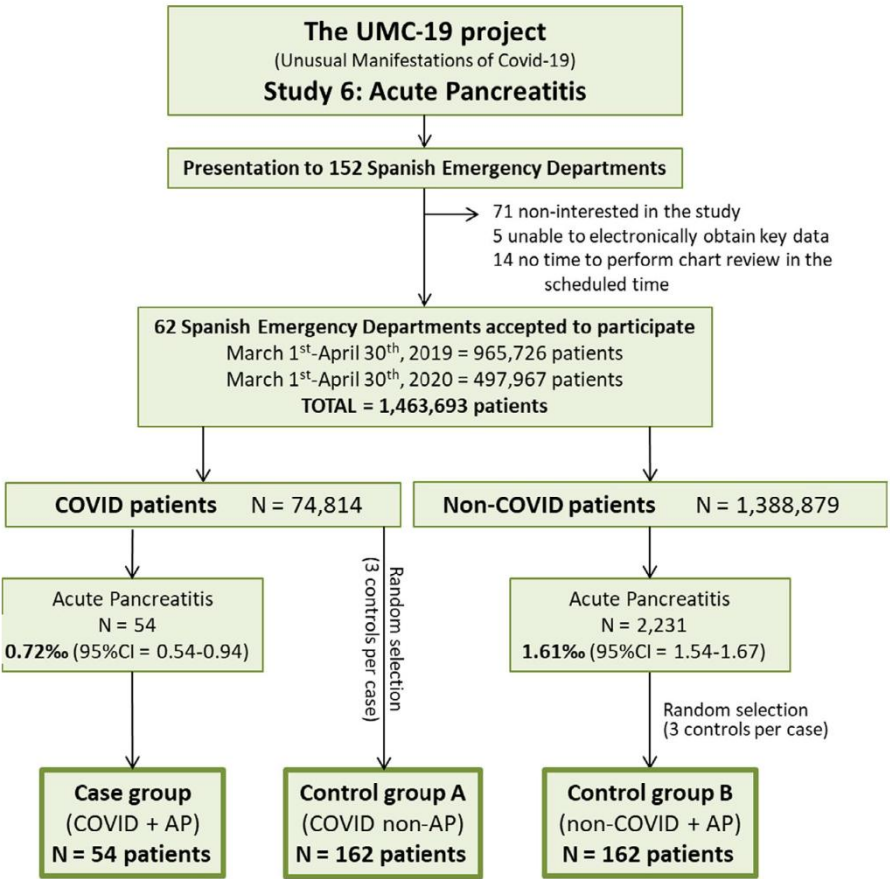 The UMC-19 project
(Unusual Manifestations of Covid-19)
Study 6: Acute Pancreatitis
Presentation to 152 Spanish Emergency Departments
71 non-interested in the study
5 unable to electronically obtain key data
14 no time to perform chart review in the
scheduled time
62 Spanish Emergency Departments accepted to participate
March 1st-April 30th, 2019 = 965,726 patients
March 1st-April 30th, 2020 = 497,967 patients
TOTAL = 1,463,693 patients
COVID patients N = 74,814
Non-COVID patients N = 1,388,879
Acute Pancreatitis
N = 54
0.72‰ (95%CI = 0.54-0.94)
Random selection
(3 controls per case)
Acute Pancreatitis
N = 2,231
1.61‰ (95%CI = 1.54-1.67)
Random selection
(3 controls per case)
Case group
(COVID + AP)
N = 54 patients
Control group A
(COVID non-AP)
N = 162 patients
Control group B
(non-COVID + AP)
N = 162 patients